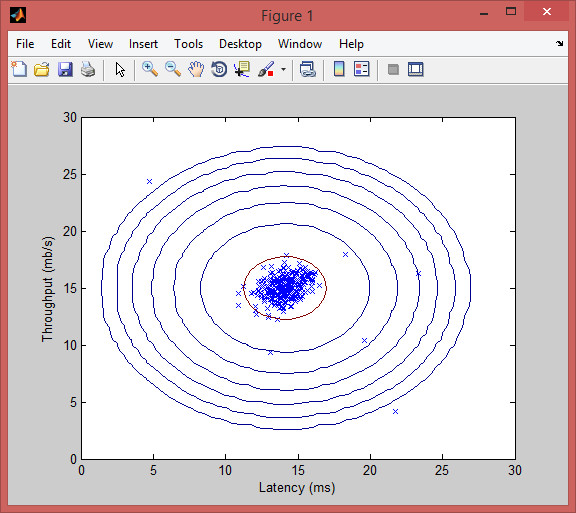 Figure 1
File Edit View Insert Tools Desktop Window Help
30
25
20
15
10
5
0
Throughput (mb/s)
0 5 10 15 20 25 30
Latency (ms)